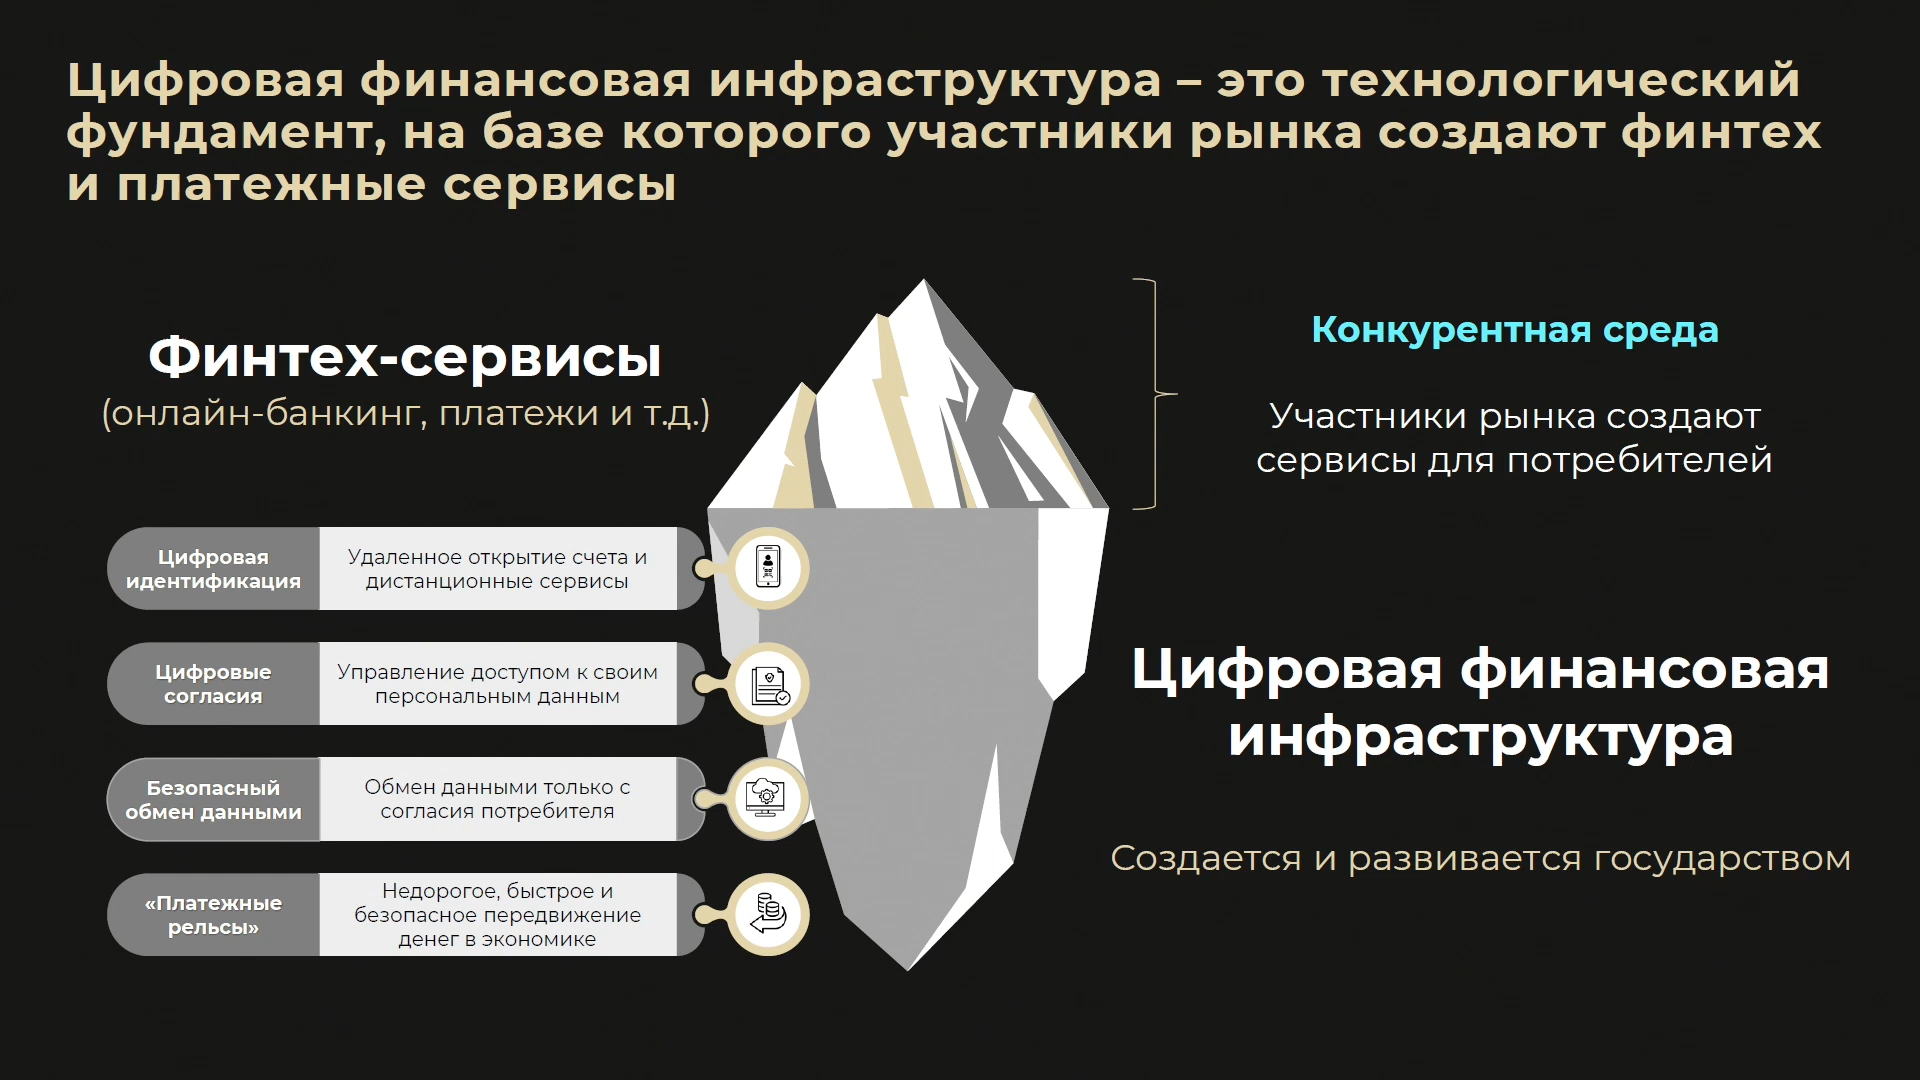 Цифровая финансовая инфраструктура – это технологический
фундамент, на базе которого участники рынка создают финтех
и платежные сервисы
Финтех-сервисы
(онлайн-банкинг, платежи и т.д.)
Конкурентная среда
Участники рынка создают
сервисы для потребителей
Цифровая
идентификация
Удаленное открытие счета и
дистанционные сервисы
Цифровые
согласия
Управление доступом к своим
персональным данным
Безопасный
обмен данными
Обмен данными только с
согласия потребителя
«Платежные
рельсы»
Недорогое, быстрое и
безопасное передвижение
денег в экономике
Цифровая финансовая
инфраструктура
Создается и развивается государством